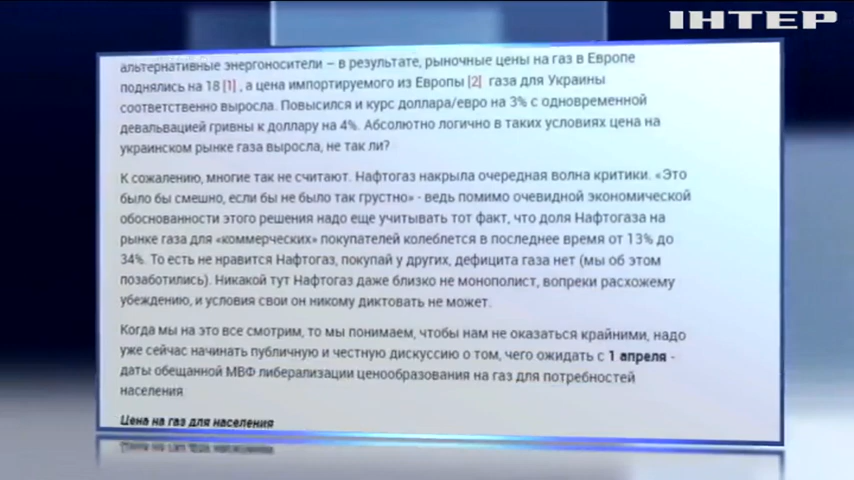 ІНТЕР
альтернативные энергоносители – в результате, рыночные цены на газ в Европе
поднялись на 18 [1] , а цена импортируемого из Европы [2] газа для Украины
соответственно выросла. Повысился и курс доллара/евро на 3% с одновременной
девальвацией гривны к доллару на 4%. Абсолютно логично в таких условиях цена на
украинском рынке газа выросла, не так ли?
К сожалению, многие так не считают. Нафтогаз накрыла очередная волна критики. «Это
было бы смешно, если бы не было так грустно» - ведь помимо очевидной экономической
обоснованности этого решения надо еще учитывать тот факт, что доля Нафтогаза на
рынке газа для «коммерческих» покупателей колеблется в последнее время от 13% до
34%. То есть не нравится Нафтогаз, покупай у других, дефицита газа нет (мы об этом
позаботились). Никакой тут Нафтогаз даже близко не монополист, вопреки расхожему
убеждению, и условия свои он никому диктовать не может.
Когда мы на это все смотрим, то мы понимаем, чтобы нам не оказаться крайними, надо
уже сейчас начинать публичную и честную дискуссию о том, чего ожидать с 1 апреля -
даты обещанной МВФ либерализации ценообразования на газ для потребностей
населения
Цена на газ для населения